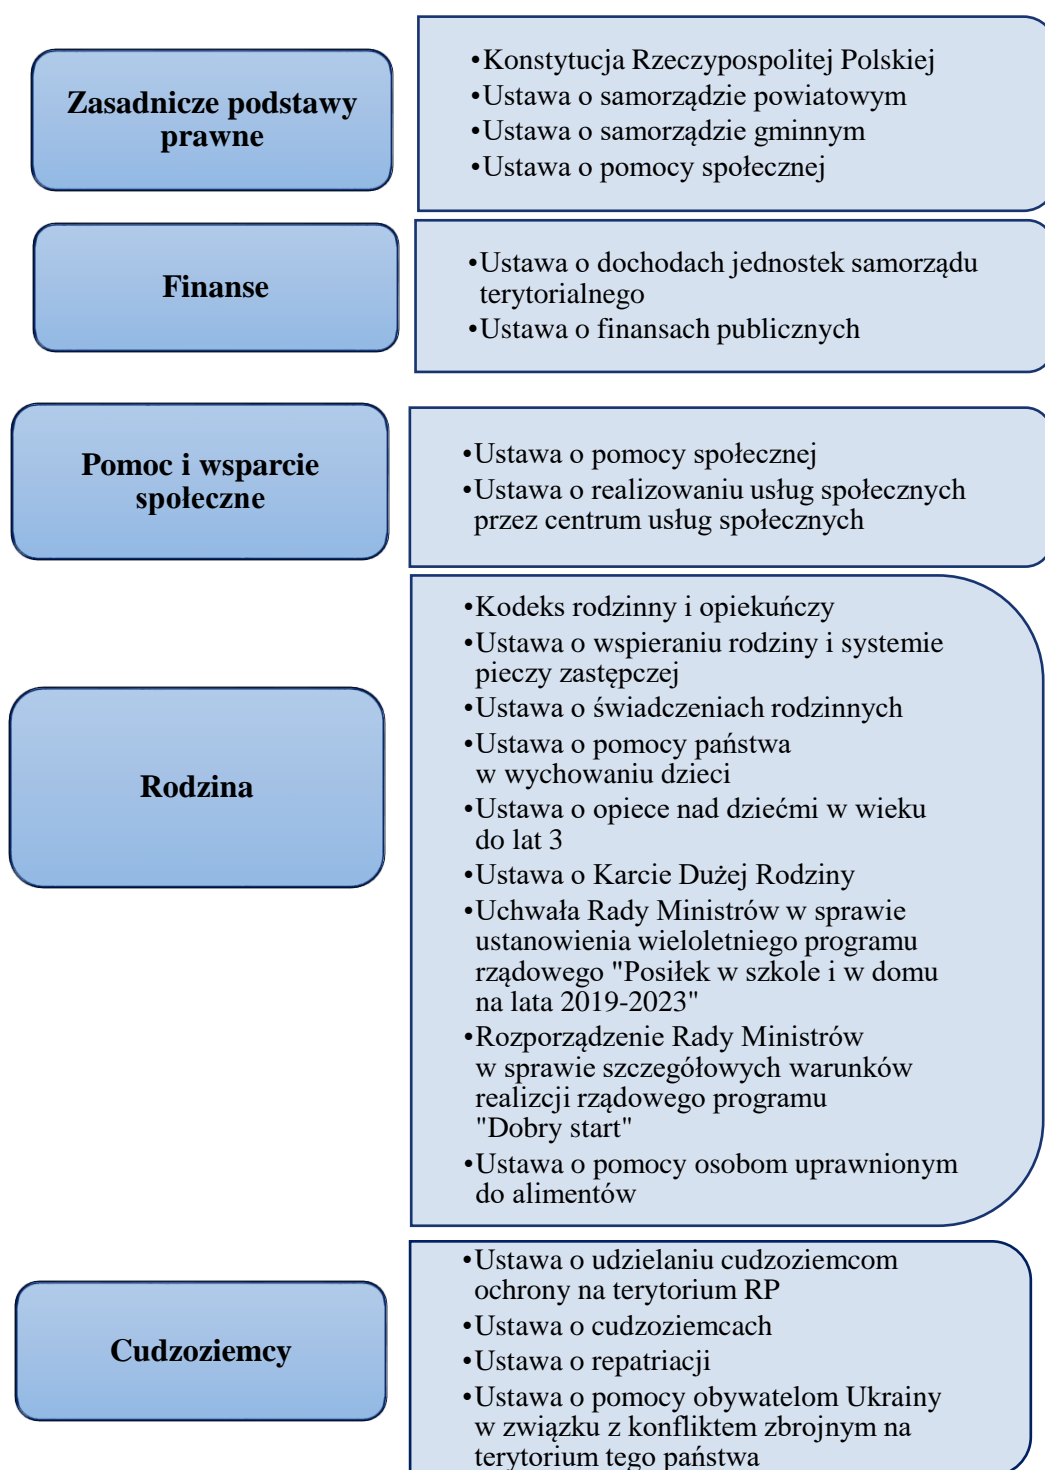 Zasadnicze podstawy
prawne
•Konstytucja Rzeczypospolitej Polskiej
•Ustawa o samorządzie powiatowym
•Ustawa o samorządzie gminnym
•Ustawa o pomocy społecznej
Finanse
•Ustawa o dochodach jednostek samorządu
terytorialnego
•Ustawa o finansach publicznych
Pomoc i wsparcie
społeczne
•Ustawa o pomocy społecznej
•Ustawa o realizowaniu usług społecznych
przez centrum usług społecznych
Rodzina
•Kodeks rodzinny i opiekuńczy
•Ustawa o wspieraniu rodziny i systemie
pieczy zastępczej
•Ustawa o świadczeniach rodzinnych
•Ustawa o pomocy państwa
w wychowaniu dzieci
•Ustawa o opiece nad dziećmi w wieku
do lat 3
•Ustawa o Karcie Dużej Rodziny
•Uchwała Rady Ministrów w sprawie
ustanowienia wieloletniego programu
rządowego "Posiłek w szkole i w domu
na lata 2019-2023"
•Rozporządzenie Rady Ministrów
w sprawie szczegółowych warunków
realizcji rządowego programu
"Dobry start"
•Ustawa o pomocy osobom uprawnionym
do alimentów
Cudzoziemcy
•Ustawa o udzielaniu cudzoziemcom
ochrony na terytorium RP
•Ustawa o cudzoziemcach
•Ustawa o repatriacji
•Ustawa o pomocy obywatelom Ukrainy
w związku z konfliktem zbrojnym na
terytorium tego państwa